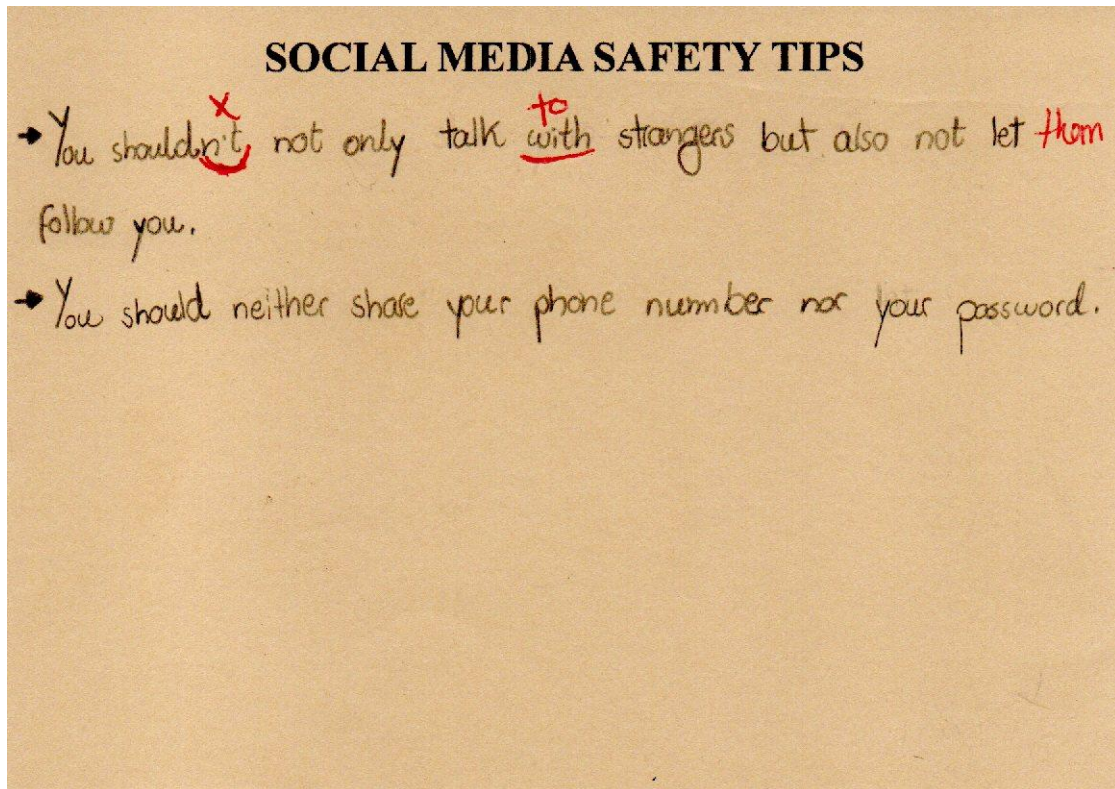 SOCIAL MEDIA SAFETY TIPS
x to
→ You shouldn't not only talk with strangers but also not let them
follow you.
→ You should neither share your phone nummber nor your password.